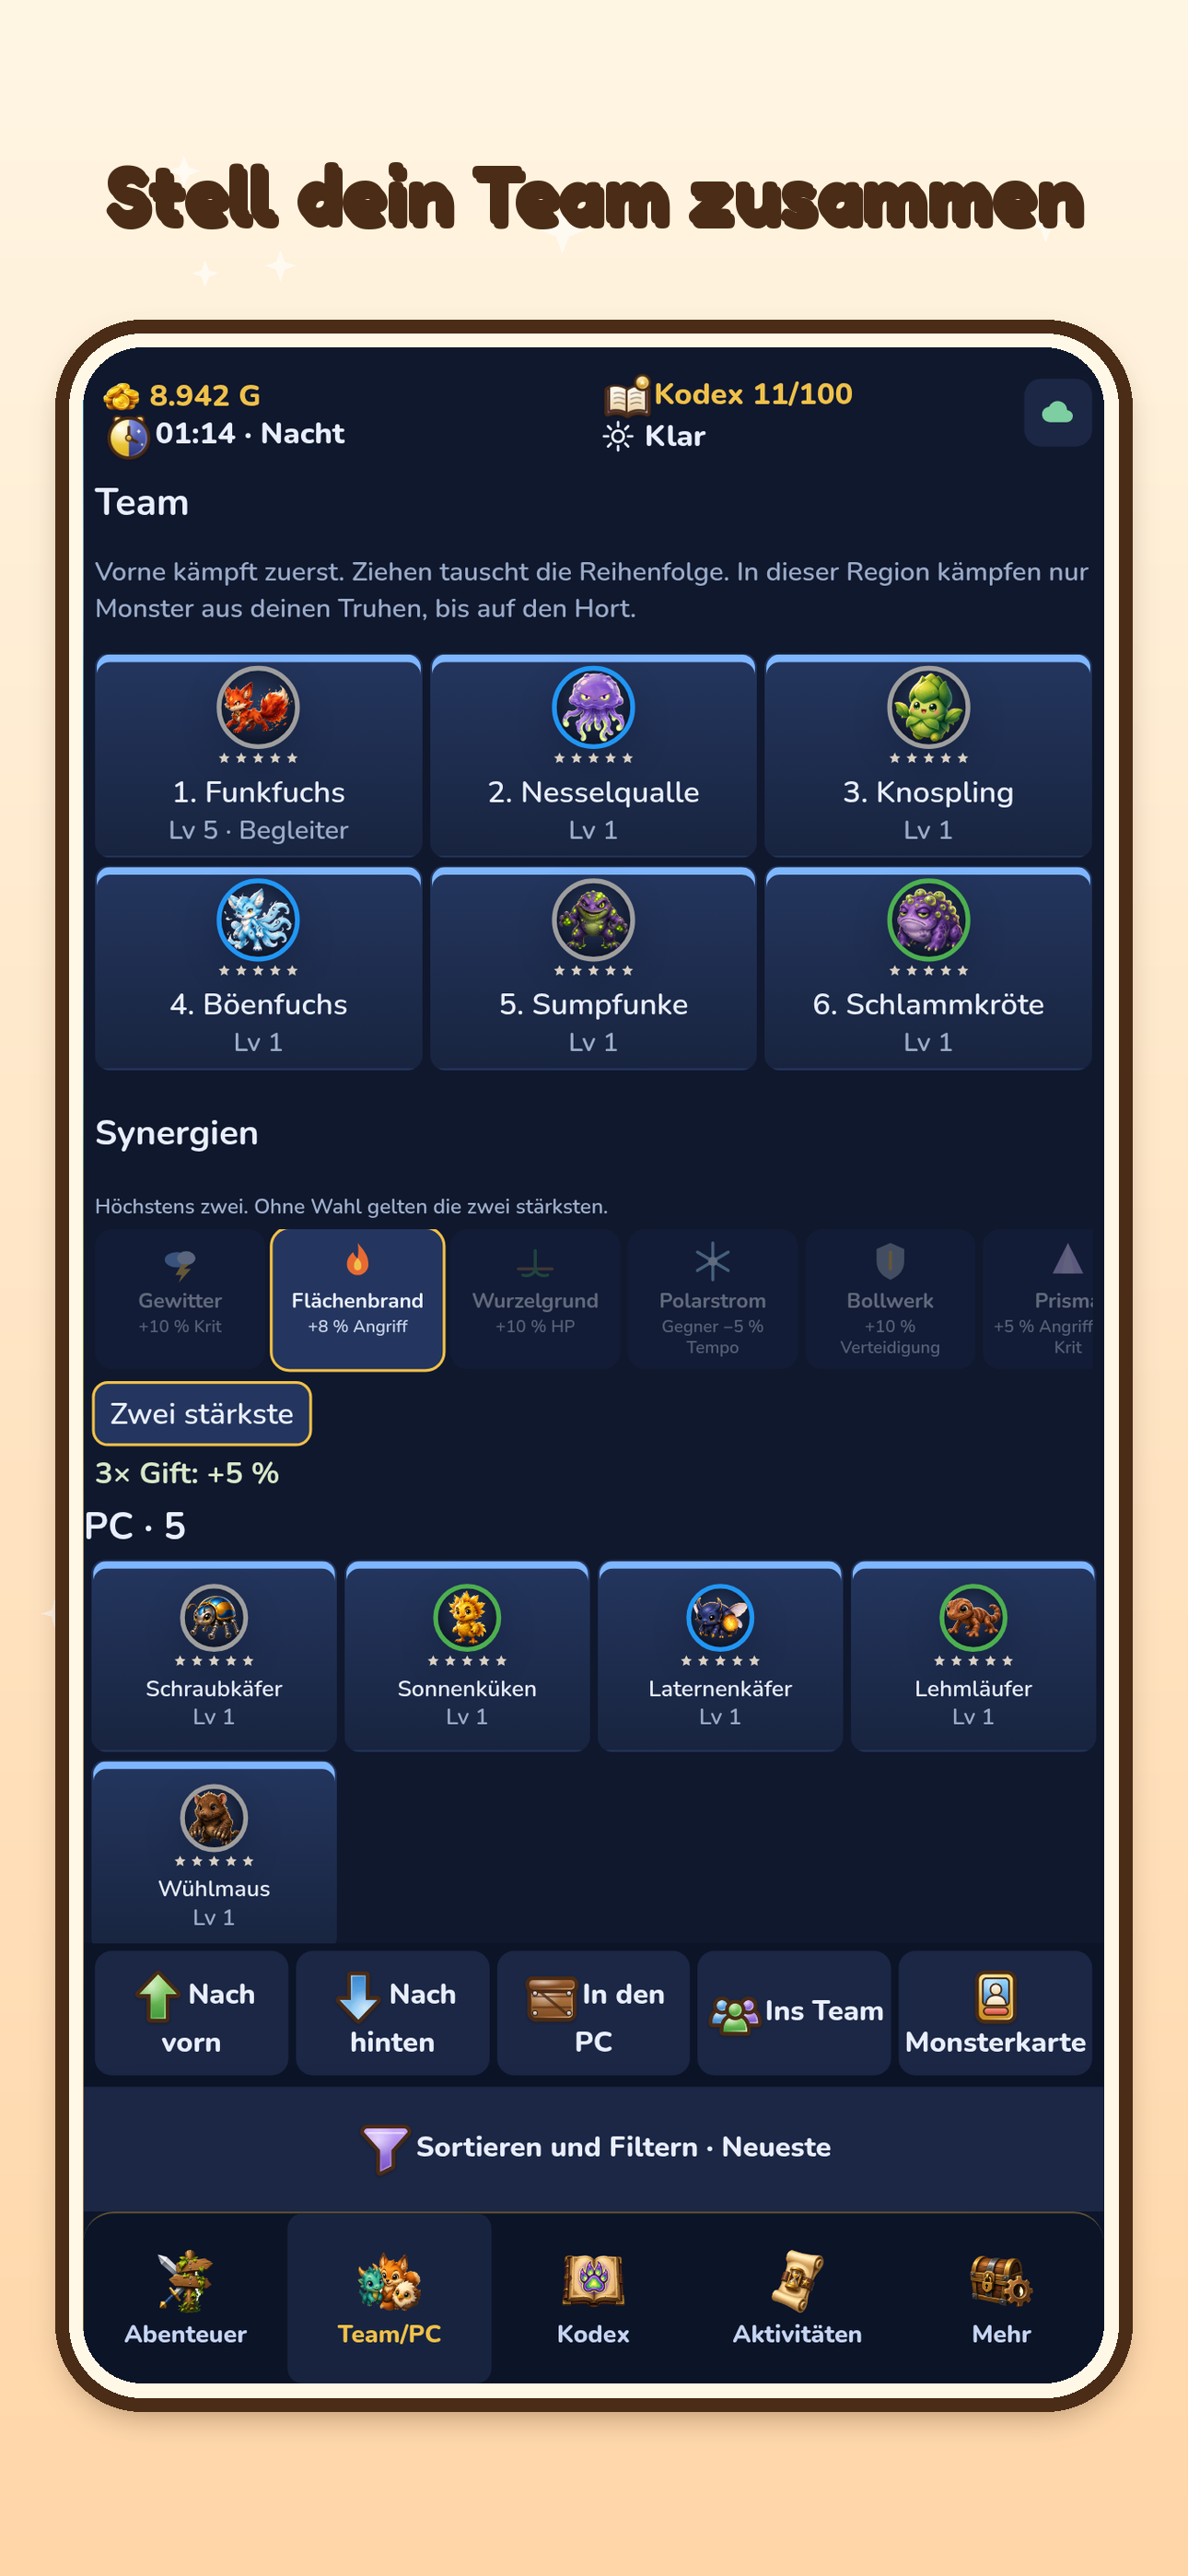 Stell dein Team zusammen
8.942 G
Kodex 11/100
01:14 · Nacht
Klar
Team
Vorne kämpft zuerst. Ziehen tauscht die Reihenfolge. In dieser Region kämpfen nur
Monster aus deinen Truhen, bis auf den Hort.
1. Funkfuchs
Lv 5 · Begleiter
2. Nesselqualle
Lv 1
3. Knospling
Lv 1
4. Böenfuchs
Lv 1
5. Sumpfunke
Lv 1
6. Schlammkröte
Lv 1
Synergien
Höchstens zwei. Ohne Wahl gelten die zwei stärksten.
Gewitter
+10 % Krit
Flächenbrand
+8 % Angriff
Wurzelgrund
+10 % HP
Polarstrom
Gegner −5 %
Tempo
Bollwerk
+10 %
Verteidigung
Prisma
+5 % Angriff
Krit
Zwei stärkste
3× Gift: +5 %
PC · 5
Schraubkäfer
Lv 1
Sonnenküken
Lv 1
Laternenkäfer
Lv 1
Lehmläufer
Lv 1
Wühlmaus
Lv 1
Nach
vorn
Nach
hinten
In den
PC
Ins Team
Monsterkarte
Sortieren und Filtern · Neueste
Abenteuer
Team/PC
Kodex
Aktivitäten
Mehr